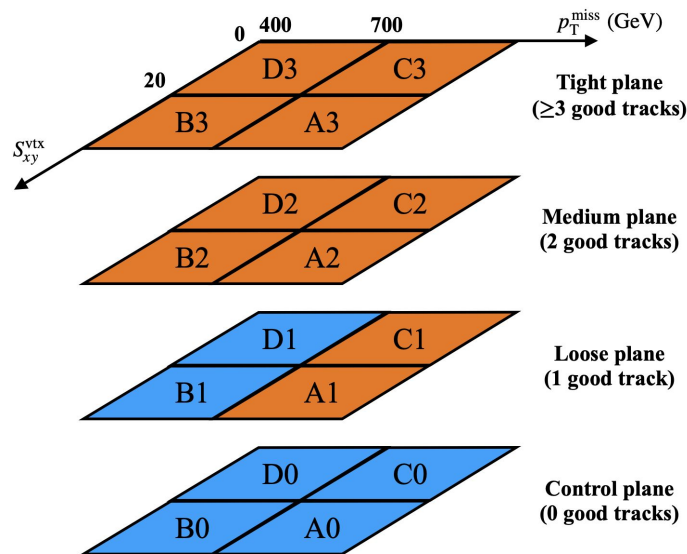 0 400 700 p_T^miss (GeV)
D3 C3
20
Tight plane
(≥3 good tracks)
B3 A3
S_xy^vtx
D2 C2
Medium plane
(2 good tracks)
B2 A2
D1 C1
Loose plane
(1 good track)
B1 A1
D0 C0
Control plane
(0 good tracks)
B0 A0